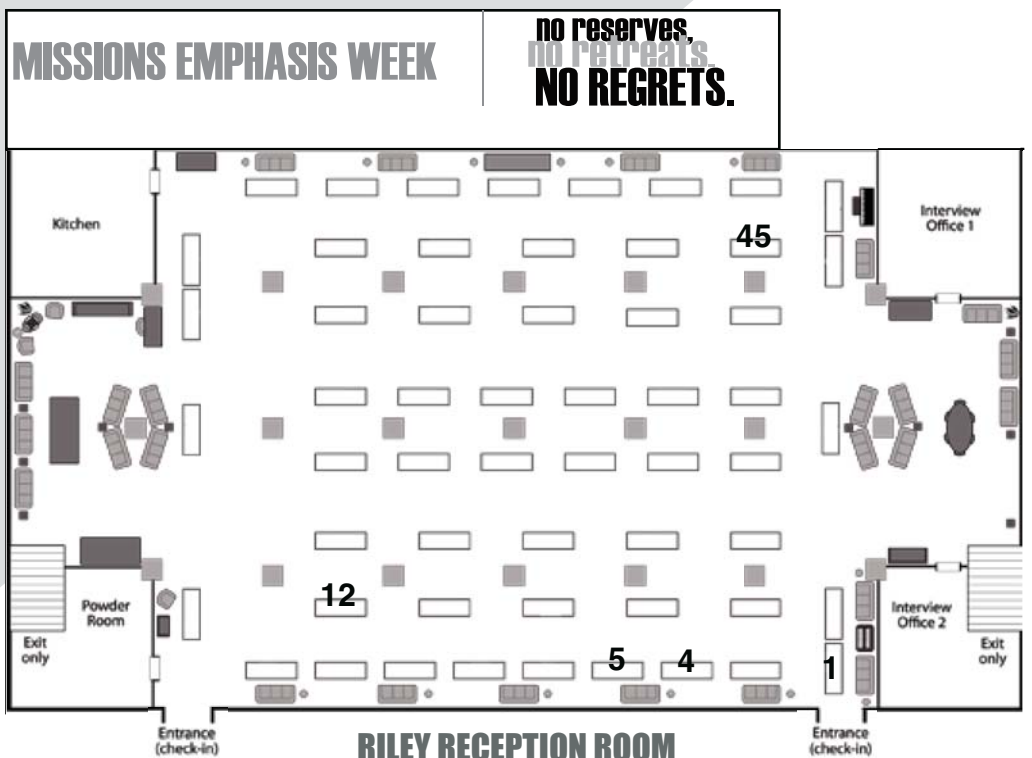 MISSIONS EMPHASIS WEEK
no reserves,
no retreats.
NO REGRETS.
Kitchen
Interview
Office 1
45
12
5
4
1
Powder
Room
Interview
Office 2
Exit
only
Exit
only
Entrance
(check-in)
Entrance
(check-in)
RILEY RECEPTION ROOM